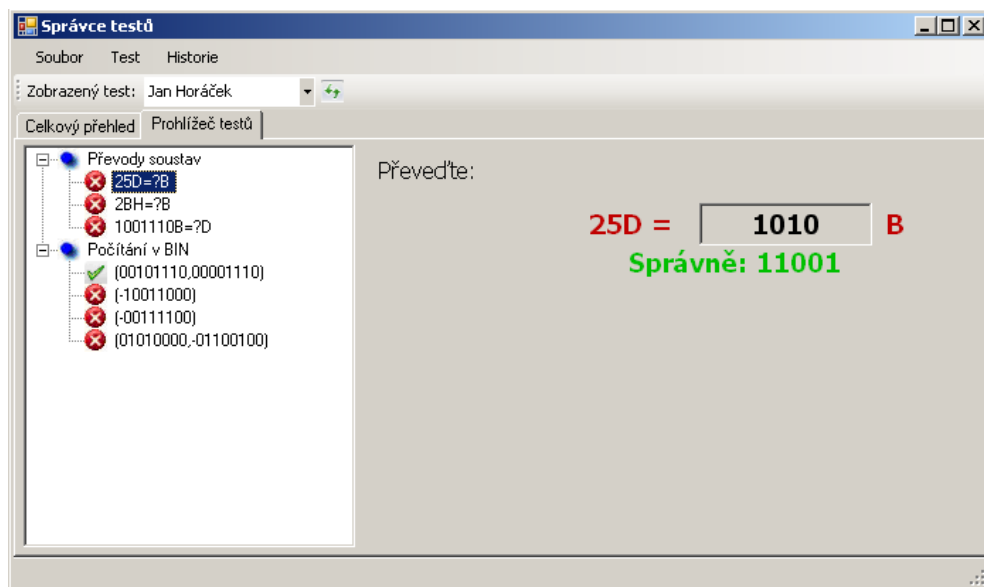 Správce testů
Soubor Test Historie
Zobrazený test: Jan Horáček
Celkový přehled Prohlížeč testů
Převody soustav
25D=?B
2BH=?B
1001110B=?D
Počítání v BIN
(00101110,00001110)
(-10011000)
(-00111100)
(01010000,-01100100)
Převeďte:
25D = 1010 B
Správně: 11001